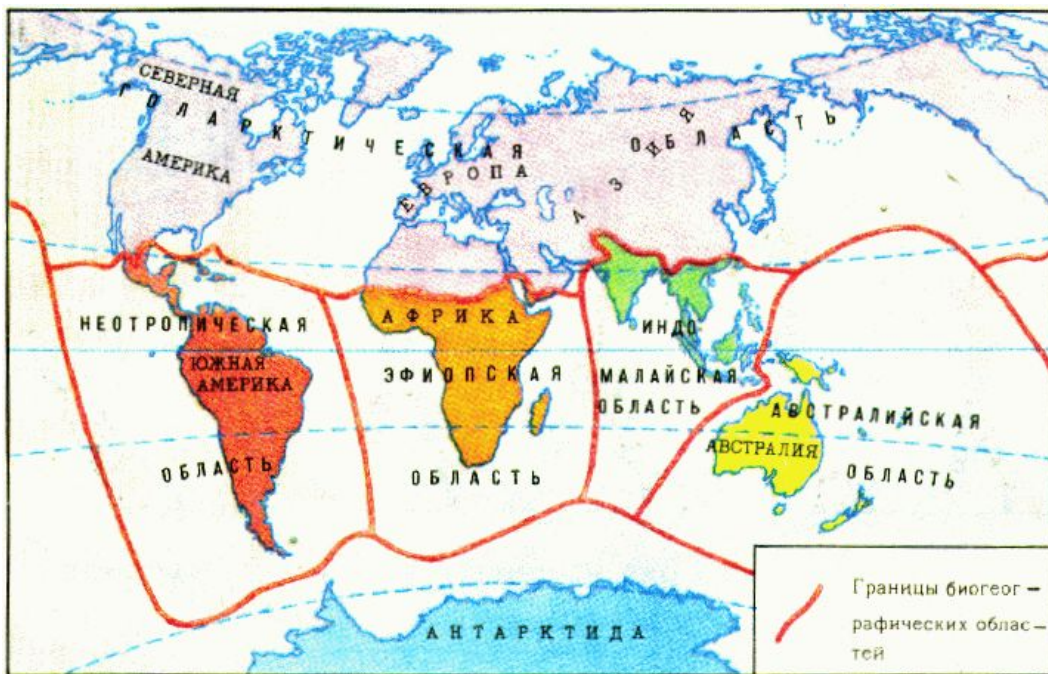 СЕВЕРНАЯ
АМЕРИКА
ГОЛАРКТИЧЕСКАЯ ОБЛАСТЬ
ЕВРОПА
АЗИЯ
НЕОТРОПИЧЕСКАЯ
ЮЖНАЯ
АМЕРИКА
ОБЛАСТЬ
АФРИКА
ЭФИОПСКАЯ
ОБЛАСТЬ
ИНДО
МАЛАЙСКАЯ
ОБЛАСТЬ
АВСТРАЛИЙСКАЯ
АВСТРАЛИЯ
ОБЛАСТЬ
АНТАРКТИДА
Границы биогеог –
рафических облас–
тей